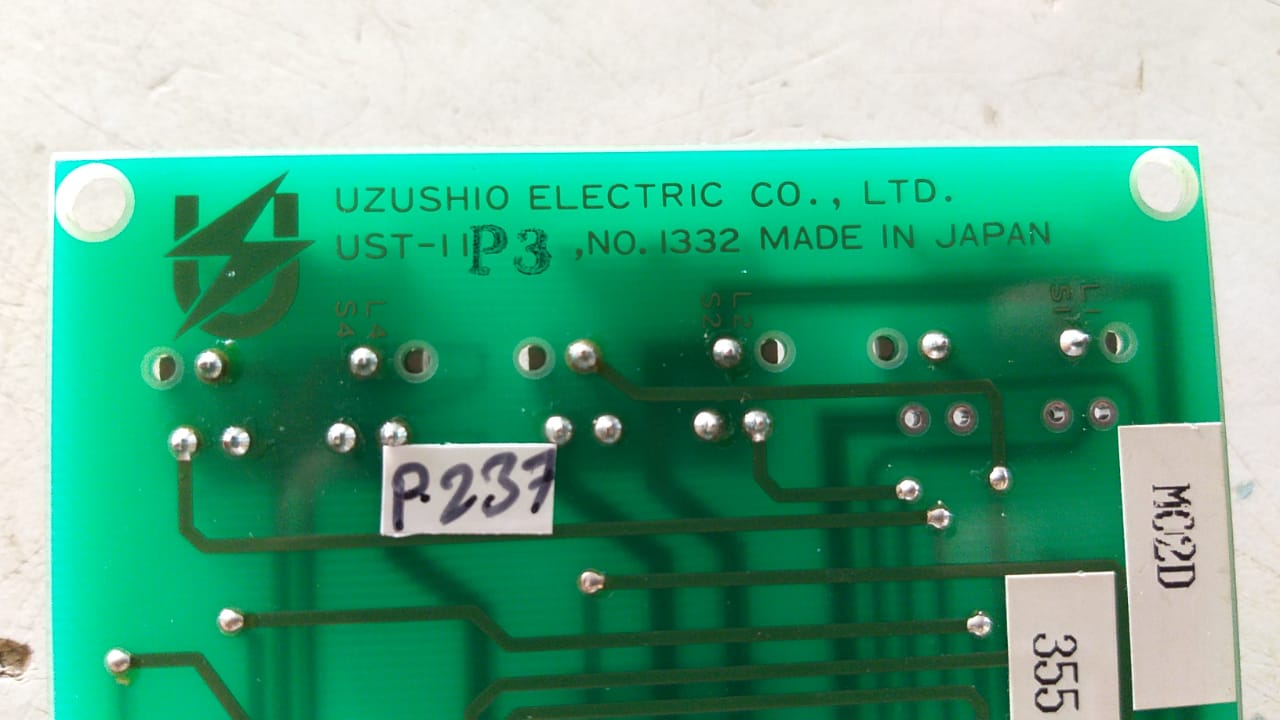 UZUSHIO ELECTRIC CO., LTD.
UST-11P3 ,NO.1332 MADE IN JAPAN
L4
S4
L2
S2
L1
S1
P.237
MC2D
355